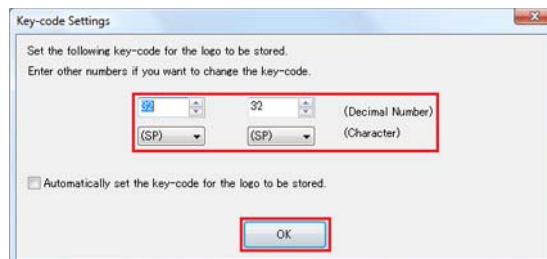 Key-code Settings
Set the following key-code for the logo to be stored.
Enter other numbers if you want to change the key-code.
32 32 (Decimal Number)
(SP) (SP) (Character)
Automatically set the key-code for the logo to be stored.
OK